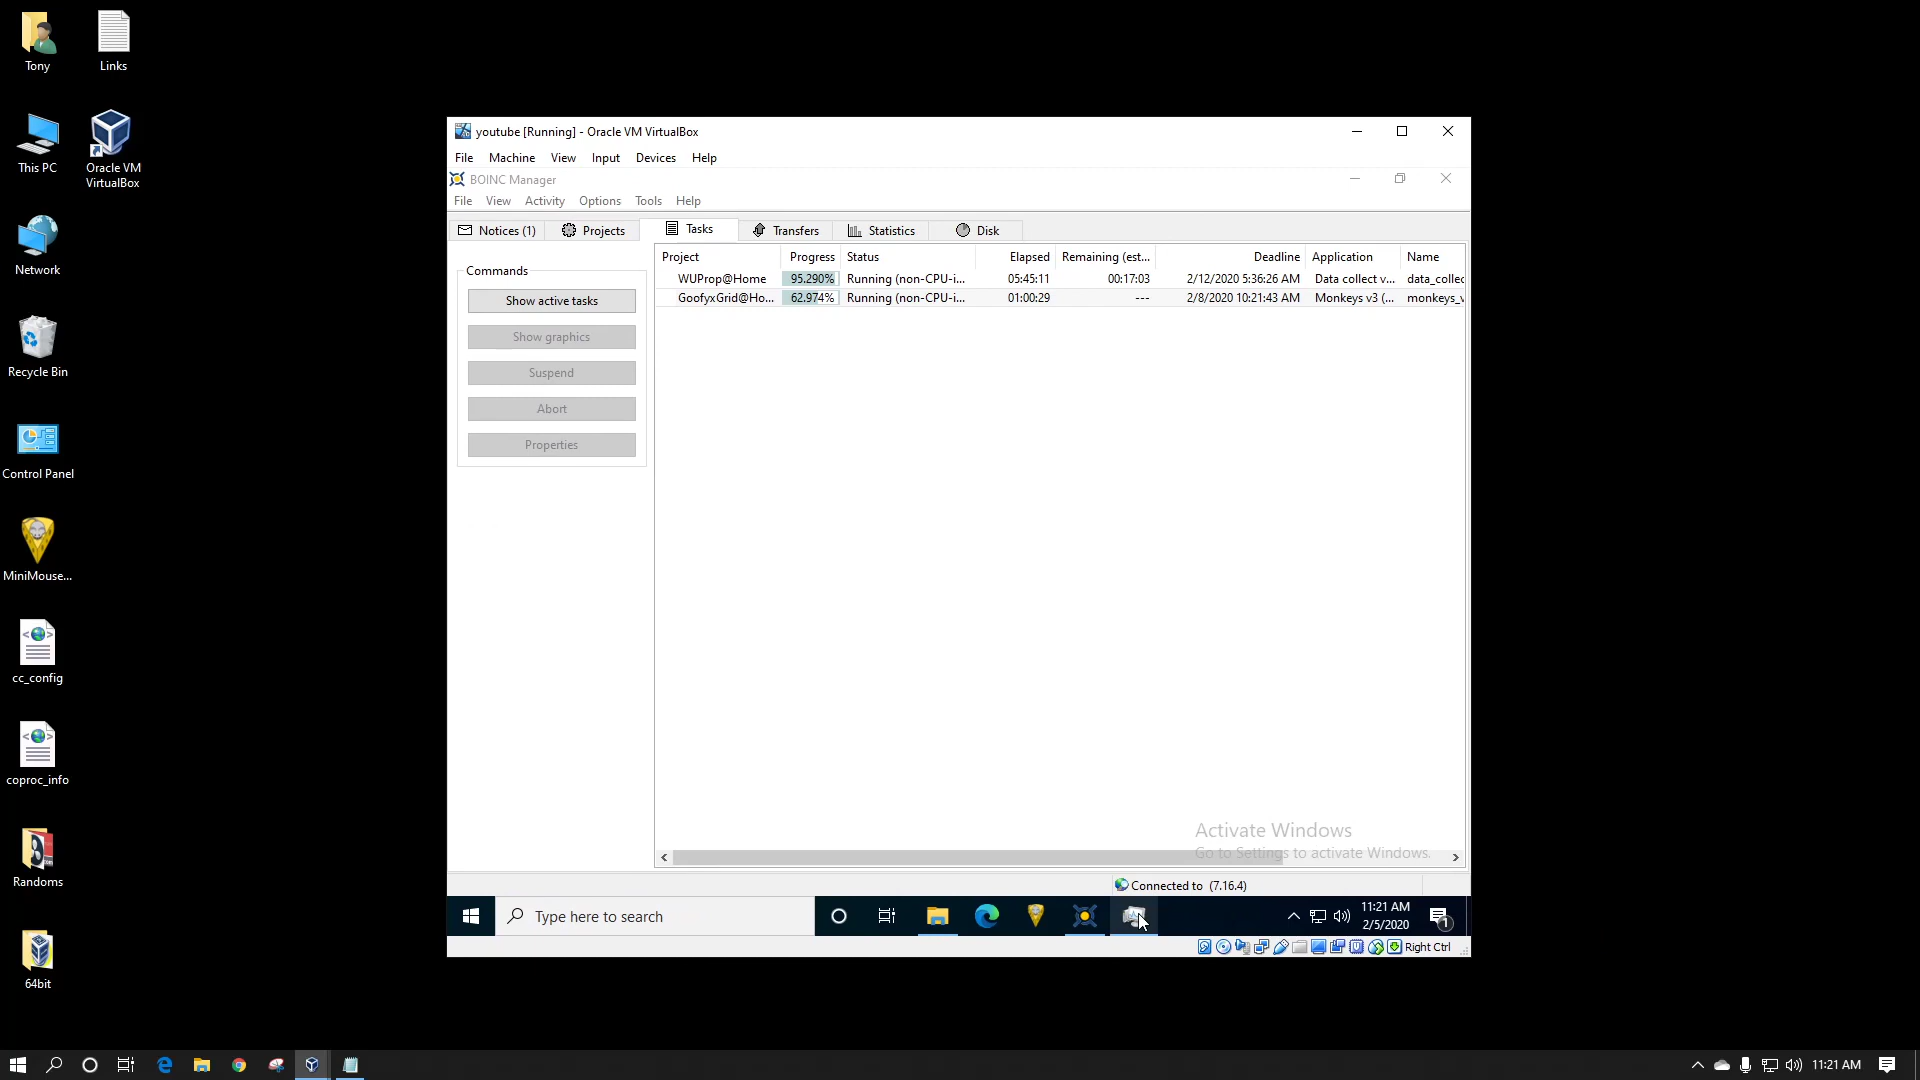 Tony
Links
This PC
Oracle VM
VirtualBox
Network
Recycle Bin
Control Panel
MiniMouse...
cc_config
coproc_info
Randoms
64bit
youtube [Running] - Oracle VM VirtualBox
File Machine View Input Devices Help
BOINC Manager
File View Activity Options Tools Help
Notices (1) Projects Tasks Transfers Statistics Disk
Commands
Show active tasks
Show graphics
Suspend
Abort
Properties
Project Progress Status Elapsed Remaining (est... Deadline Application Name
WUProp@Home 95.290% Running (non-CPU-i... 05:45:11 00:17:03 2/12/2020 5:36:26 AM Data collect v... data_collec
GoofyxGrid@Ho... 62.974% Running (non-CPU-i... 01:00:29 --- 2/8/2020 10:21:43 AM Monkeys v3 (... monkeys_v
Activate Windows
Go to Settings to activate Windows.
Connected to (7.16.4)
Type here to search
11:21 AM
2/5/2020
1
Right Ctrl
11:21 AM